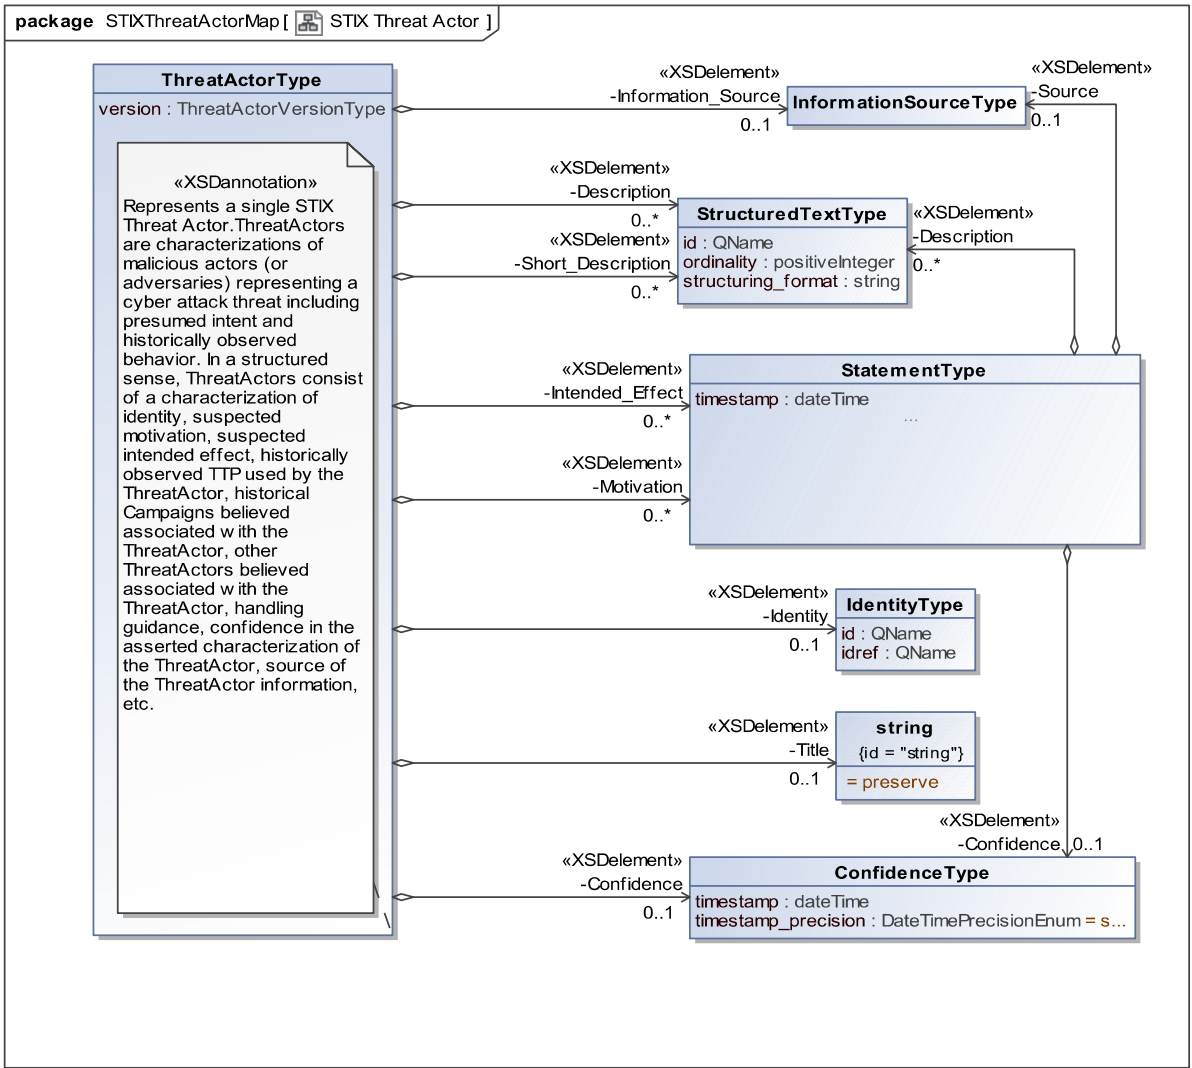 package STIXThreatActorMap [ STIX Threat Actor ]
ThreatActorType
version : ThreatActorVersionType
«XSDannotation»
Represents a single STIX
Threat Actor.ThreatActors
are characterizations of
malicious actors (or
adversaries) representing a
cyber attack threat including
presumed intent and
historically observed
behavior. In a structured
sense, ThreatActors consist
of a characterization of
identity, suspected
motivation, suspected
intended effect, historically
observed TTP used by the
ThreatActor, historical
Campaigns believed
associated with the
ThreatActor, other
ThreatActors believed
associated with the
ThreatActor, handling
guidance, confidence in the
asserted characterization of
the ThreatActor, source of
the ThreatActor information,
etc.
«XSDelement»
-Information_Source
0..1
InformationSourceType
«XSDelement»
-Source
0..1
«XSDelement»
-Description
0..*
«XSDelement»
-Short_Description
0..*
StructuredTextType
id : QName
ordinality : positiveInteger
structuring_format : string
«XSDelement»
-Description
0..*
«XSDelement»
-Intended_Effect
0..*
«XSDelement»
-Motivation
0..*
StatementType
timestamp : dateTime
...
«XSDelement»
-Identity
0..1
IdentityType
id : QName
idref : QName
«XSDelement»
-Title
0..1
string
{id = "string"}
= preserve
«XSDelement»
-Confidence
0..1
«XSDelement»
-Confidence
0..1
ConfidenceType
timestamp : dateTime
timestamp_precision : DateTimePrecisionEnum = s...